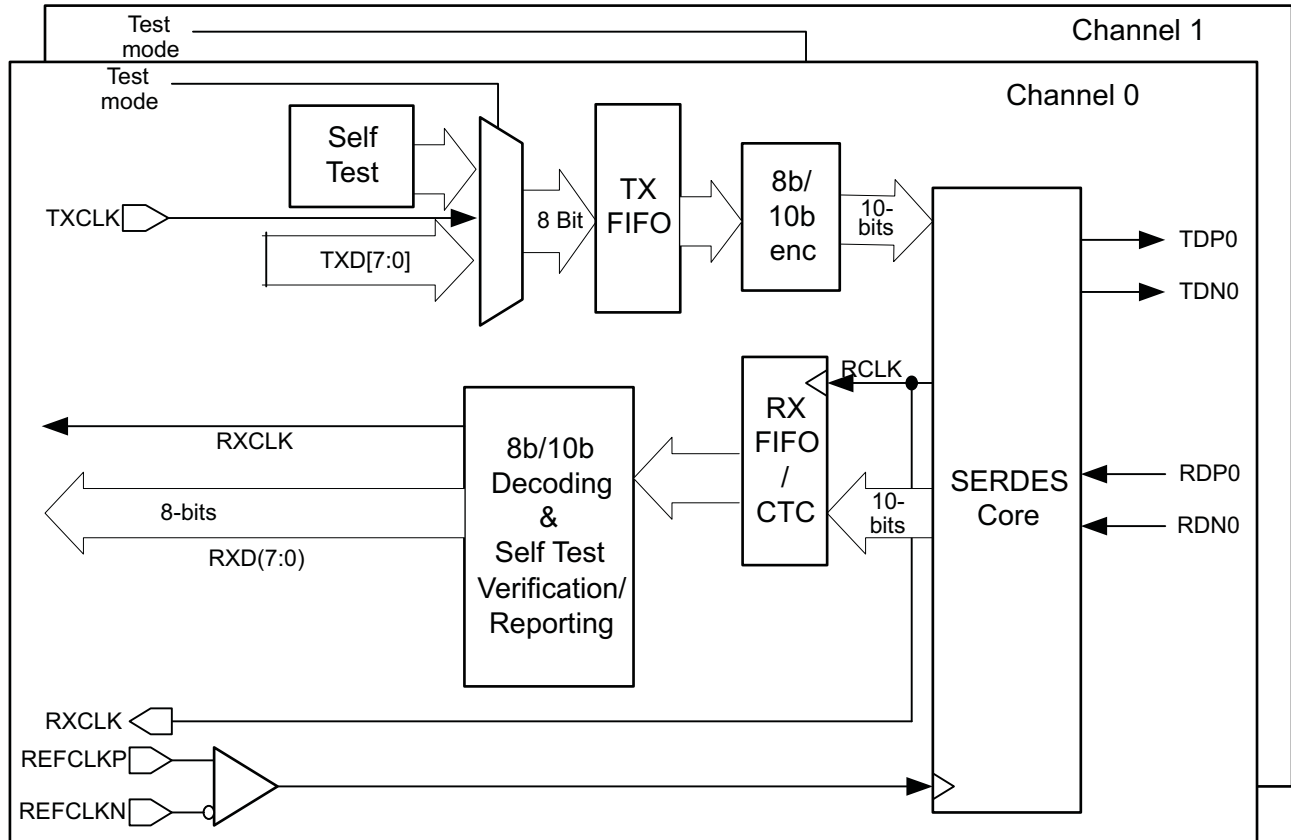 Test
mode
Channel 1
Test
mode
Channel 0
Self
Test
TX
FIFO
8b/
10b
enc
8 Bit
10-
bits
TXCLK
TXD[7:0]
TDP0
TDN0
RCLK
RX
FIFO
/
CTC
10-
bits
SERDES
Core
RDP0
RDN0
8b/10b
Decoding
&
Self Test
Verification/
Reporting
RXCLK
8-bits
RXD(7:0)
RXCLK
REFCLKP
REFCLKN